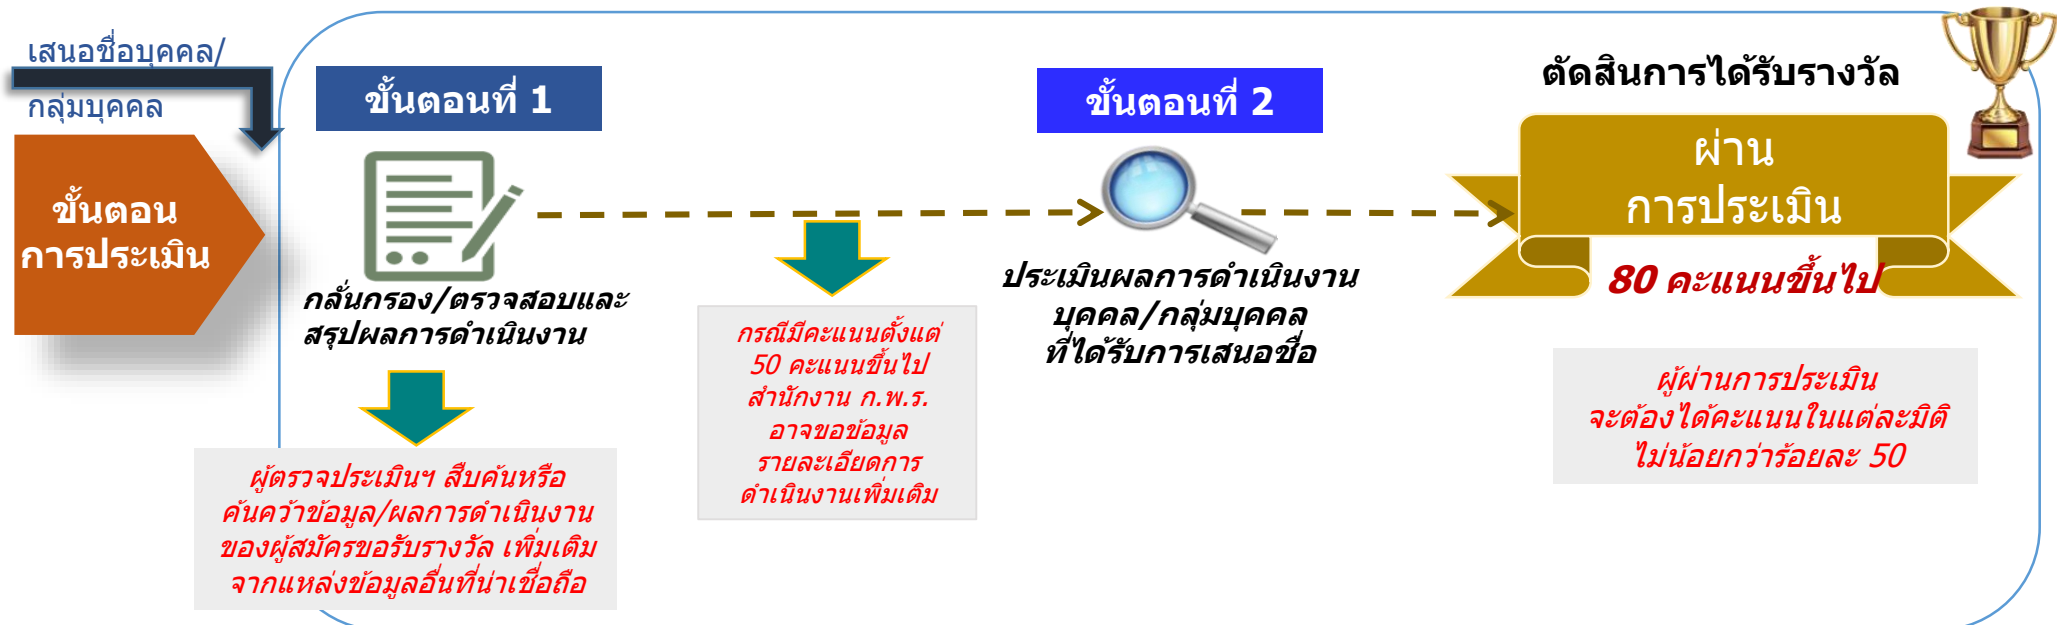 เสนอชื่อบุคคล/
กลุ่มบุคคล
ขั้นตอน
การประเมิน
ขั้นตอนที่ 1
กลั่นกรอง/ตรวจสอบและ
สรุปผลการดำเนินงาน
ผู้ตรวจประเมินฯ สืบค้นหรือ
ค้นคว้าข้อมูล/ผลการดำเนินงาน
ของผู้สมัครขอรับรางวัล เพิ่มเติม
จากแหล่งข้อมูลอื่นที่น่าเชื่อถือ
กรณีมีคะแนนตั้งแต่
50 คะแนนขึ้นไป
สำนักงาน ก.พ.ร.
อาจขอข้อมูล
รายละเอียดการ
ดำเนินงานเพิ่มเติม
ขั้นตอนที่ 2
ประเมินผลการดำเนินงาน
บุคคล/กลุ่มบุคคล
ที่ได้รับการเสนอชื่อ
ตัดสินการได้รับรางวัล
ผ่าน
การประเมิน
80 คะแนนขึ้นไป
ผู้ผ่านการประเมิน
จะต้องได้คะแนนในแต่ละมิติ
ไม่น้อยกว่าร้อยละ 50